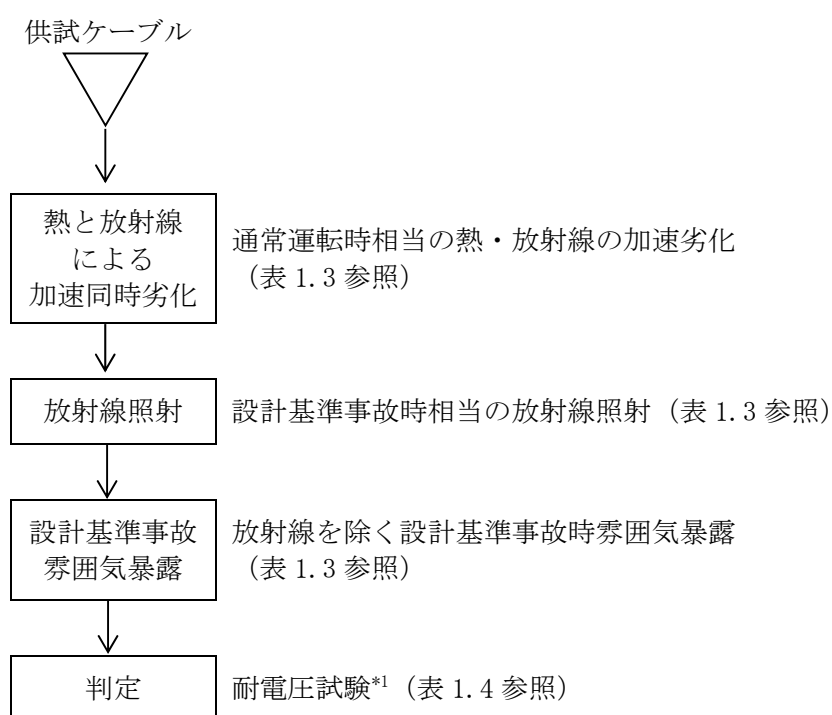 供試ケーブル
熱と放射線
による
加速同時劣化
通常運転時相当の熱・放射線の加速劣化
（表 1.3 参照）
放射線照射
設計基準事故時相当の放射線照射（表 1.3 参照）
設計基準事故
雰囲気暴露
放射線を除く設計基準事故時雰囲気暴露
（表 1.3 参照）
判定
耐電圧試験*1（表 1.4 参照）